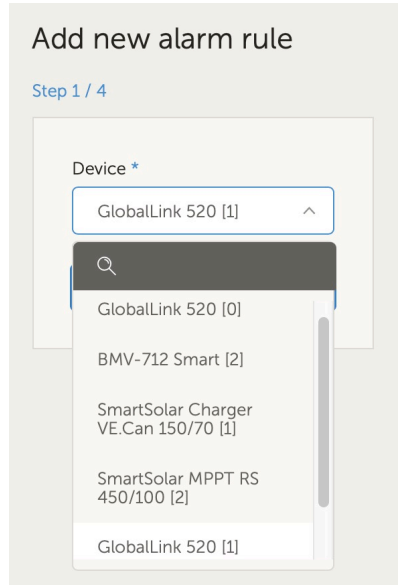 Add new alarm rule
Step 1 / 4
Device *
GlobalLink 520 [1]
GlobalLink 520 [0]
BMV-712 Smart [2]
SmartSolar Charger
VE.Can 150/70 [1]
SmartSolar MPPT RS
450/100 [2]
GlobalLink 520 [1]